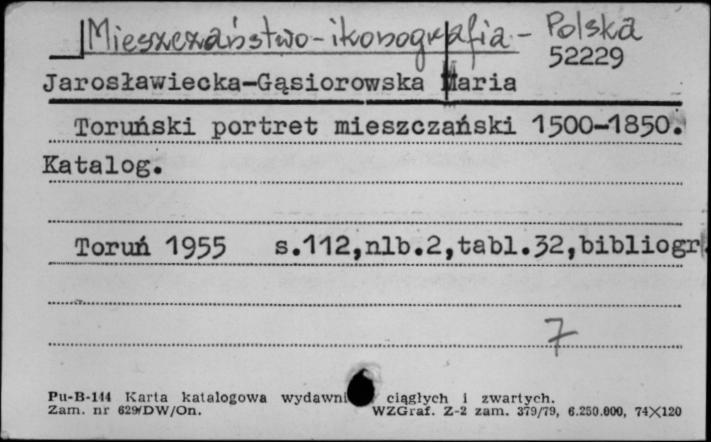 Mieszczaństwo-ikonografia - Polska
52229
Jarosławiecka-Gąsiorowska Maria
Toruński portret mieszczański 1500-1850.
Katalog.
Toruń 1955 s.112,nlb.2,tabl.32,bibliogr.
7
Pu-B-144 Karta katalogowa ciągłych i zwartych.
Zam. nr 629/DW/On. WZGraf. Z-2 zam. 379/79, 6.250.000, 74×120